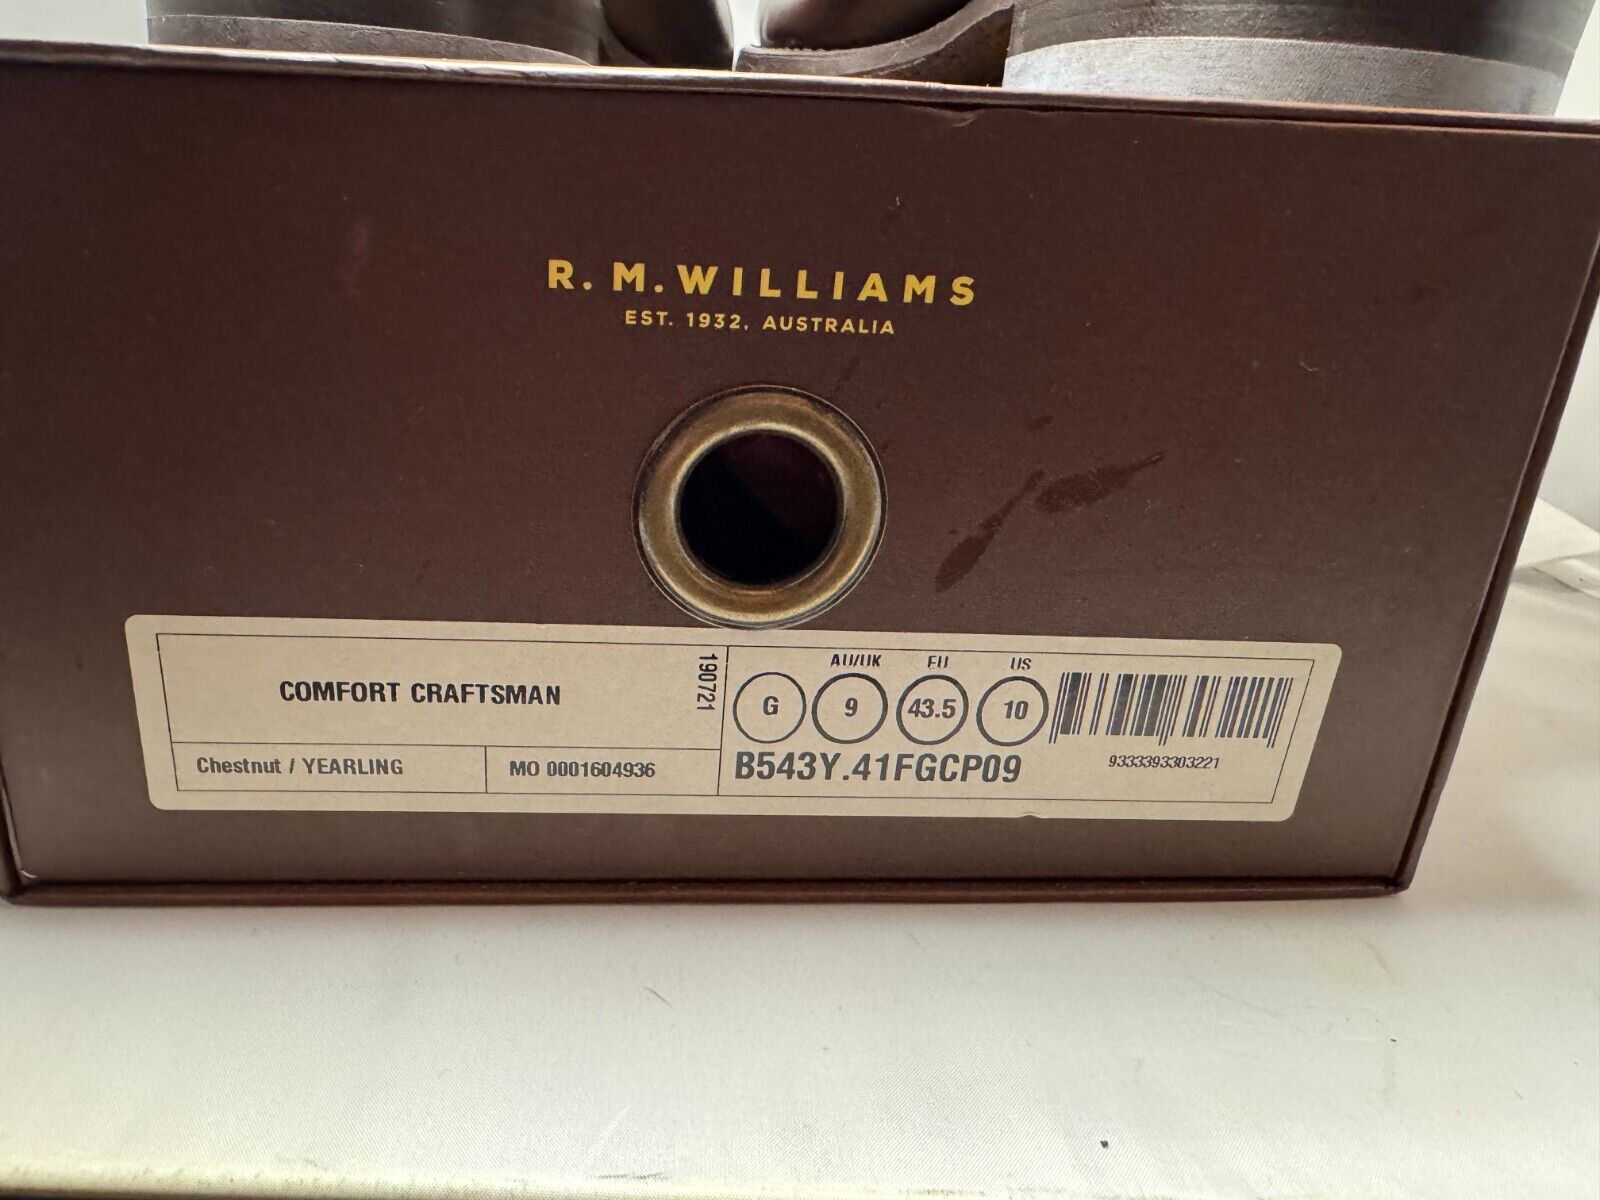 R. M. WILLIAMS
EST. 1932, AUSTRALIA
COMFORT CRAFTSMAN
190721
Chestnut / YEARLING
MO 0001604936
AU/UK EU US
G 9 43.5 10
B543Y.41FGCP09
9333393303221